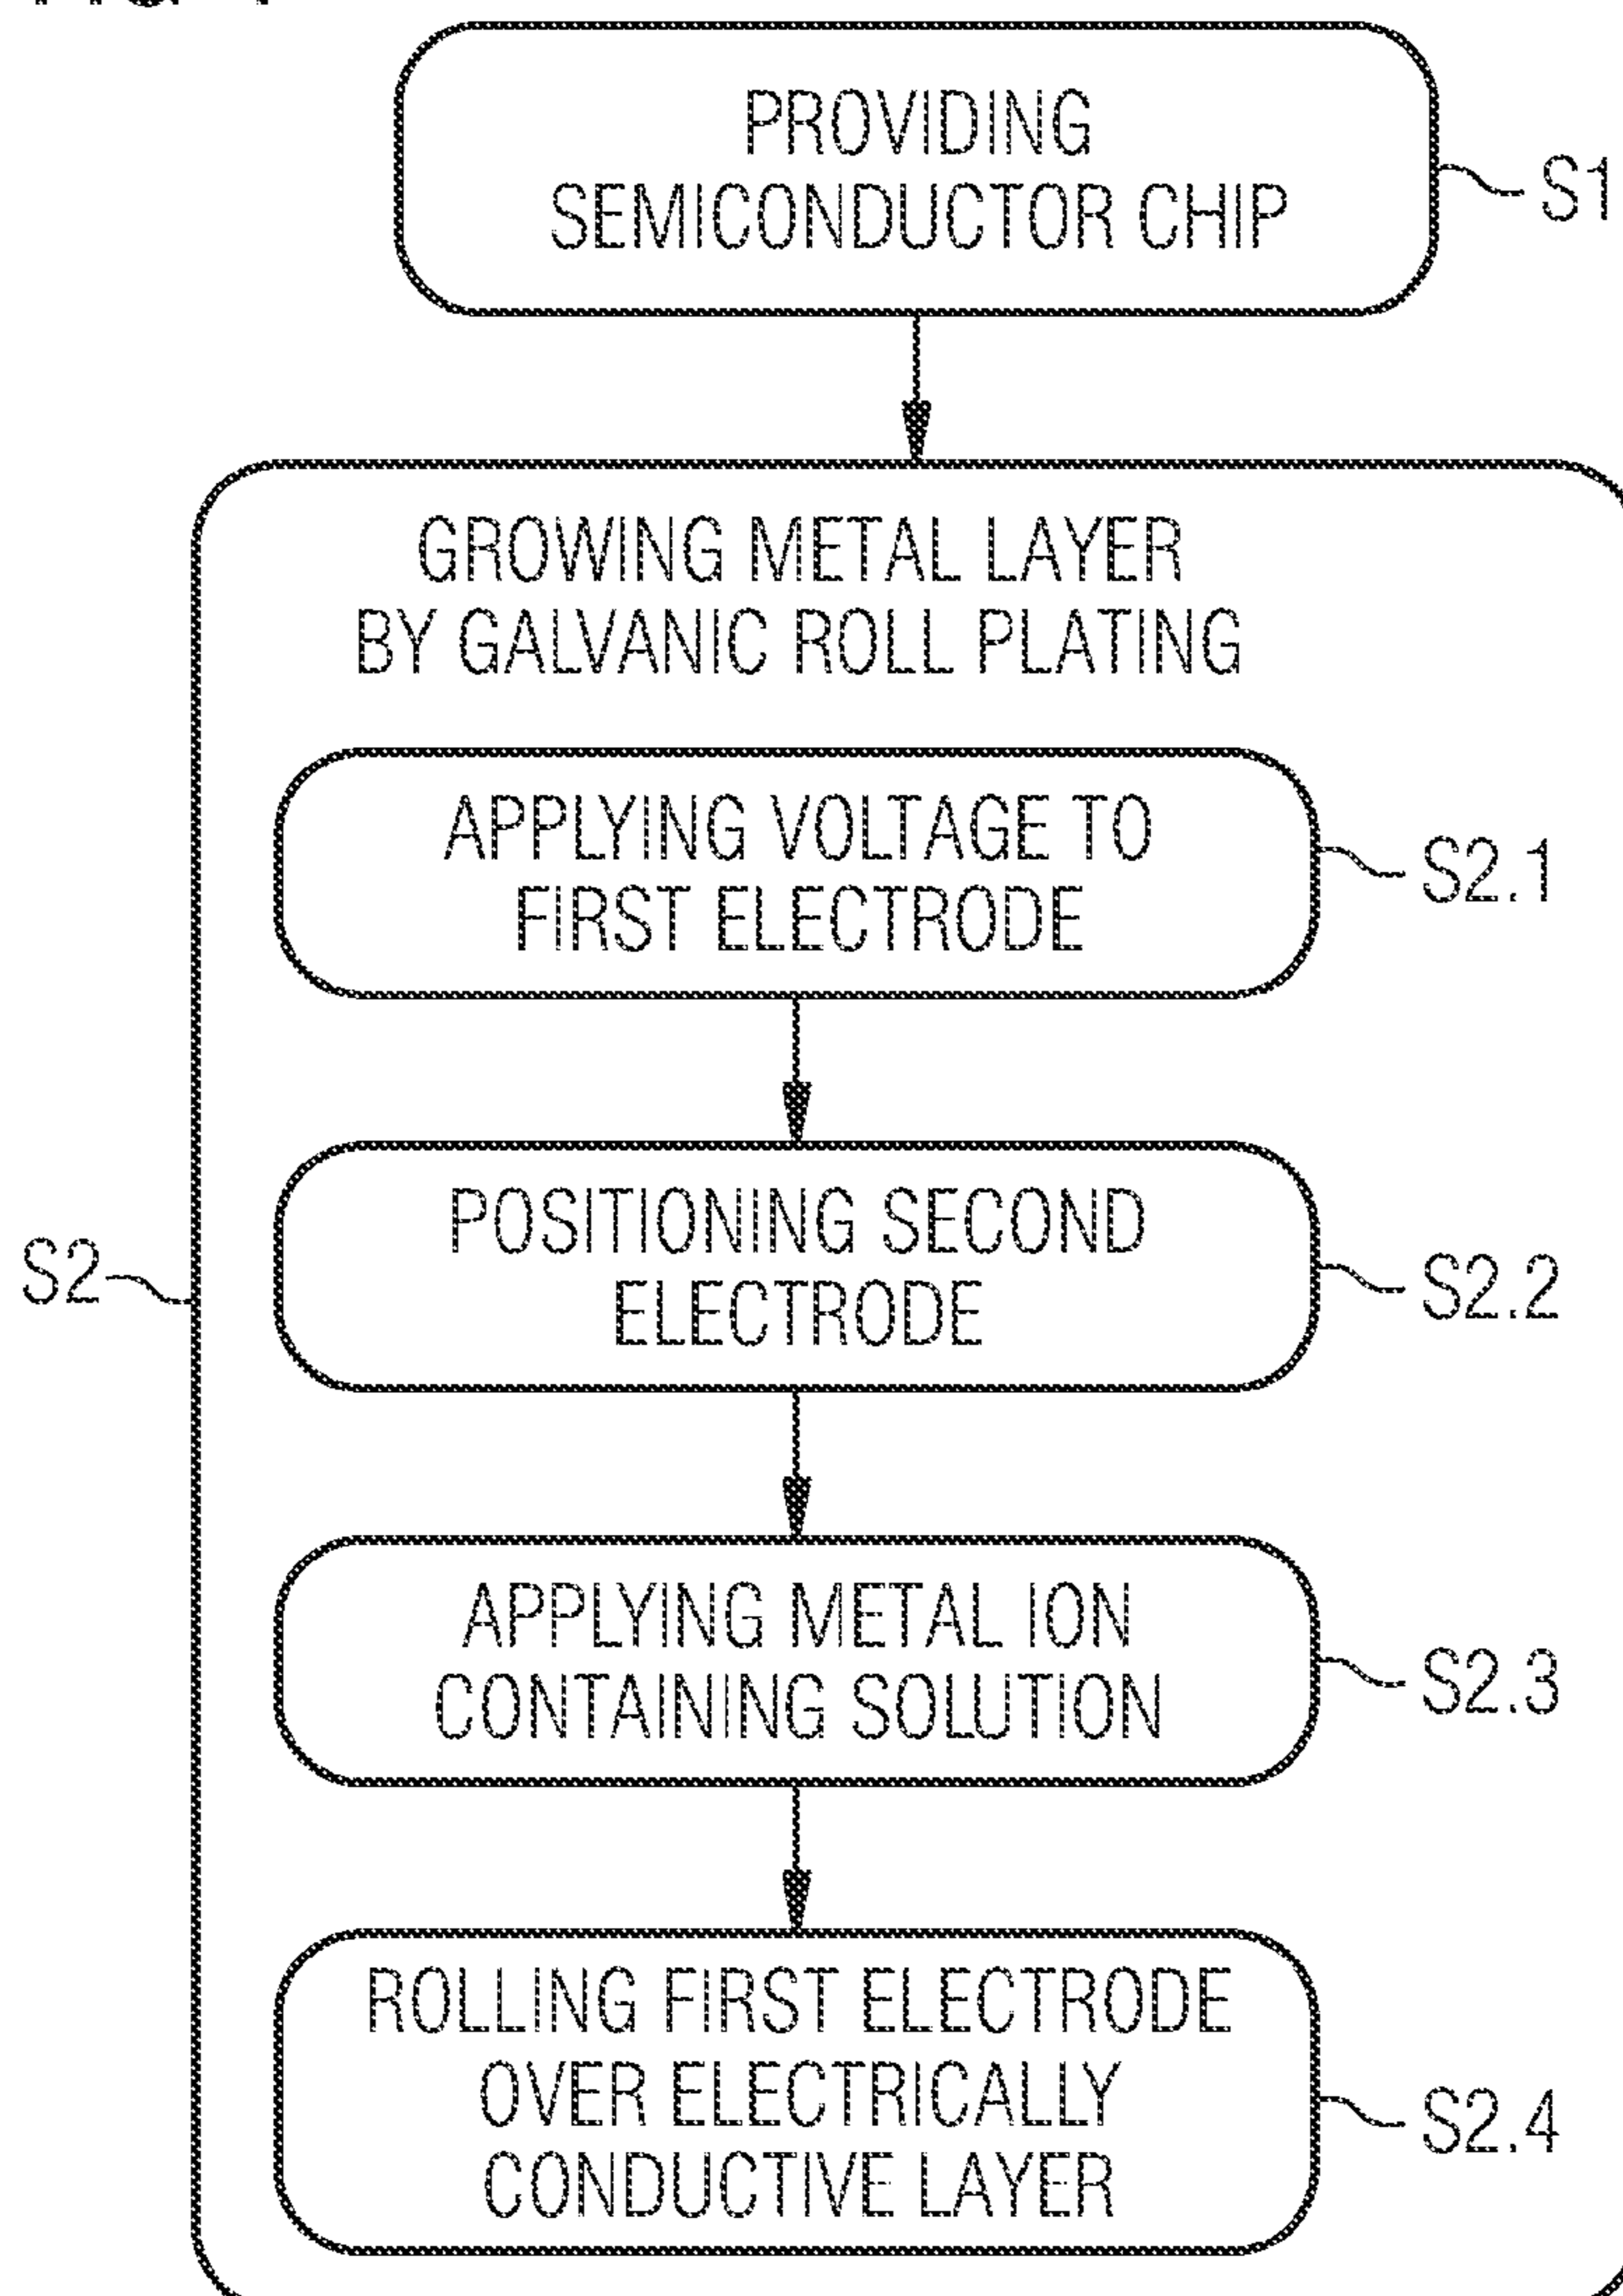 PROVIDING
SEMICONDUCTOR CHIP
S1
GROWING METAL LAYER
BY GALVANIC ROLL PLATING
APPLYING VOLTAGE TO
FIRST ELECTRODE
S2.1
POSITIONING SECOND
ELECTRODE
S2
S2.2
APPLYING METAL ION
CONTAINING SOLUTION
S2.3
ROLLING FIRST ELECTRODE
OVER ELECTRICALLY
CONDUCTIVE LAYER
S2.4